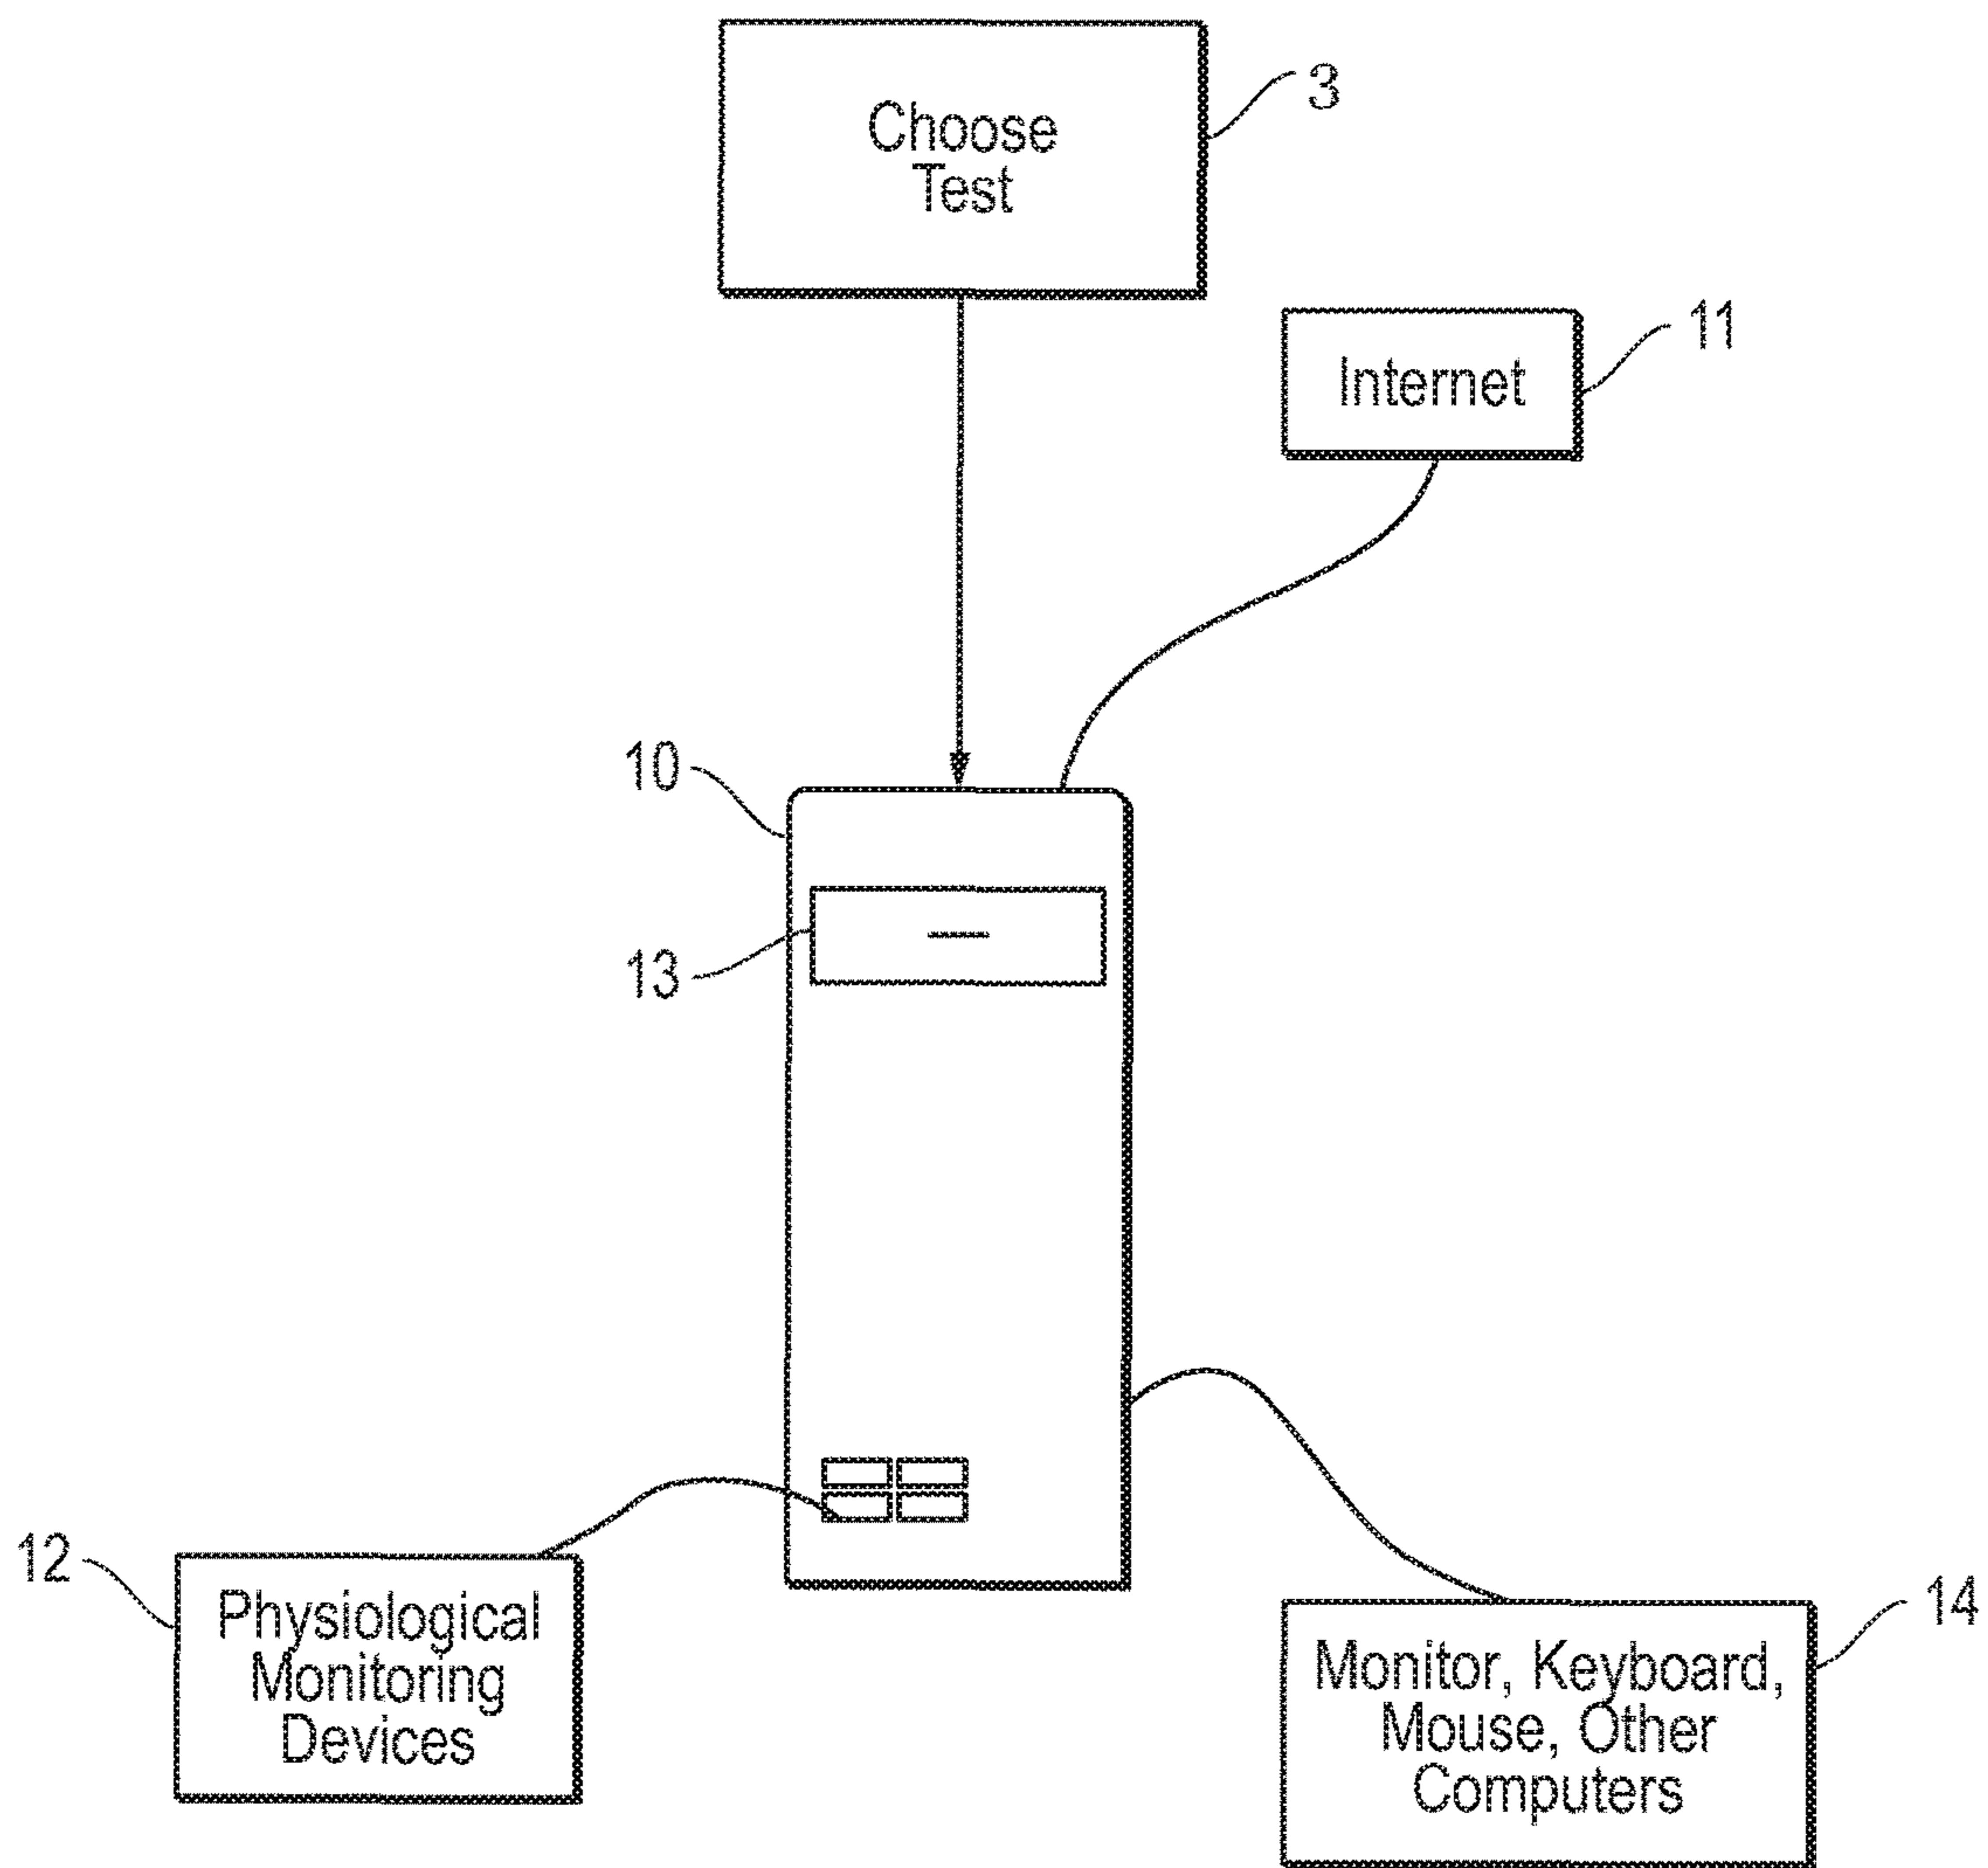 Choose
Test
3
Internet
11
10
13
12
Physiological
Monitoring
Devices
14
Monitor, Keyboard,
Mouse, Other
Computers